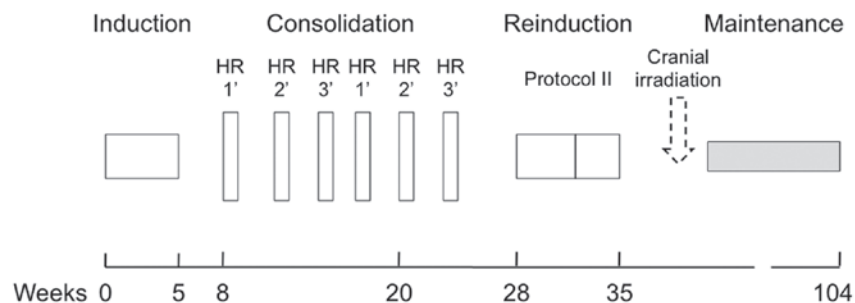 Induction Consolidation Reinduction Maintenance
HR HR HR HR HR HR
1' 2' 3' 1' 2' 3'
Protocol II
Cranial
irradiation
Weeks 0 5 8 20 28 35 104